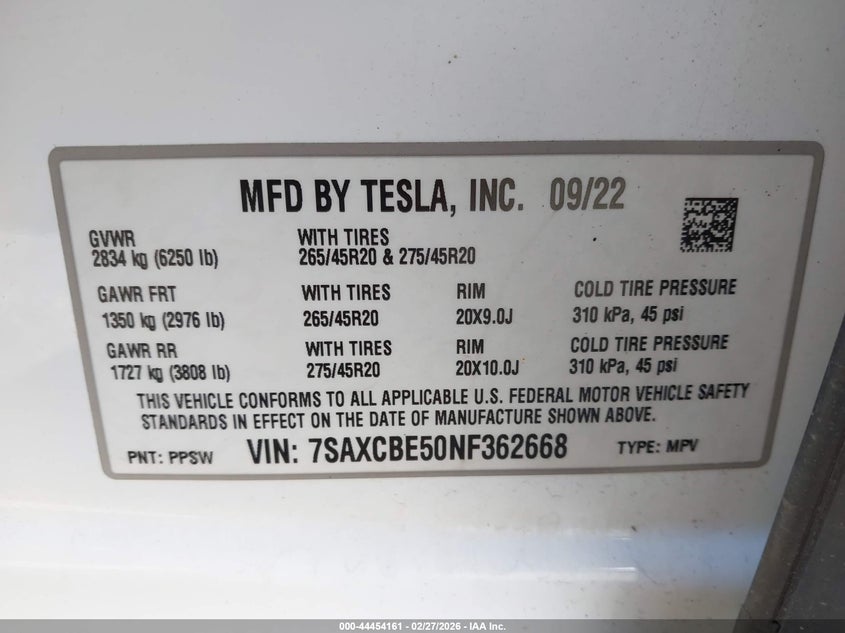 MFD BY TESLA, INC. 09/22
GVWR WITH TIRES
2834 kg (6250 lb) 265/45R20 & 275/45R20
GAWR FRT WITH TIRES RIM COLD TIRE PRESSURE
1350 kg (2976 lb) 265/45R20 20X9.0J 310 kPa, 45 psi
GAWR RR WITH TIRES RIM COLD TIRE PRESSURE
1727 kg (3808 lb) 275/45R20 20X10.0J 310 kPa, 45 psi
THIS VEHICLE CONFORMS TO ALL APPLICABLE U.S. FEDERAL MOTOR VEHICLE SAFETY
STANDARDS IN EFFECT ON THE DATE OF MANUFACTURE SHOWN ABOVE.
PNT: PPSW VIN: 7SAXCBE50NF362668 TYPE: MPV
000-44454161 | 02/27/2026 - IAA Inc.